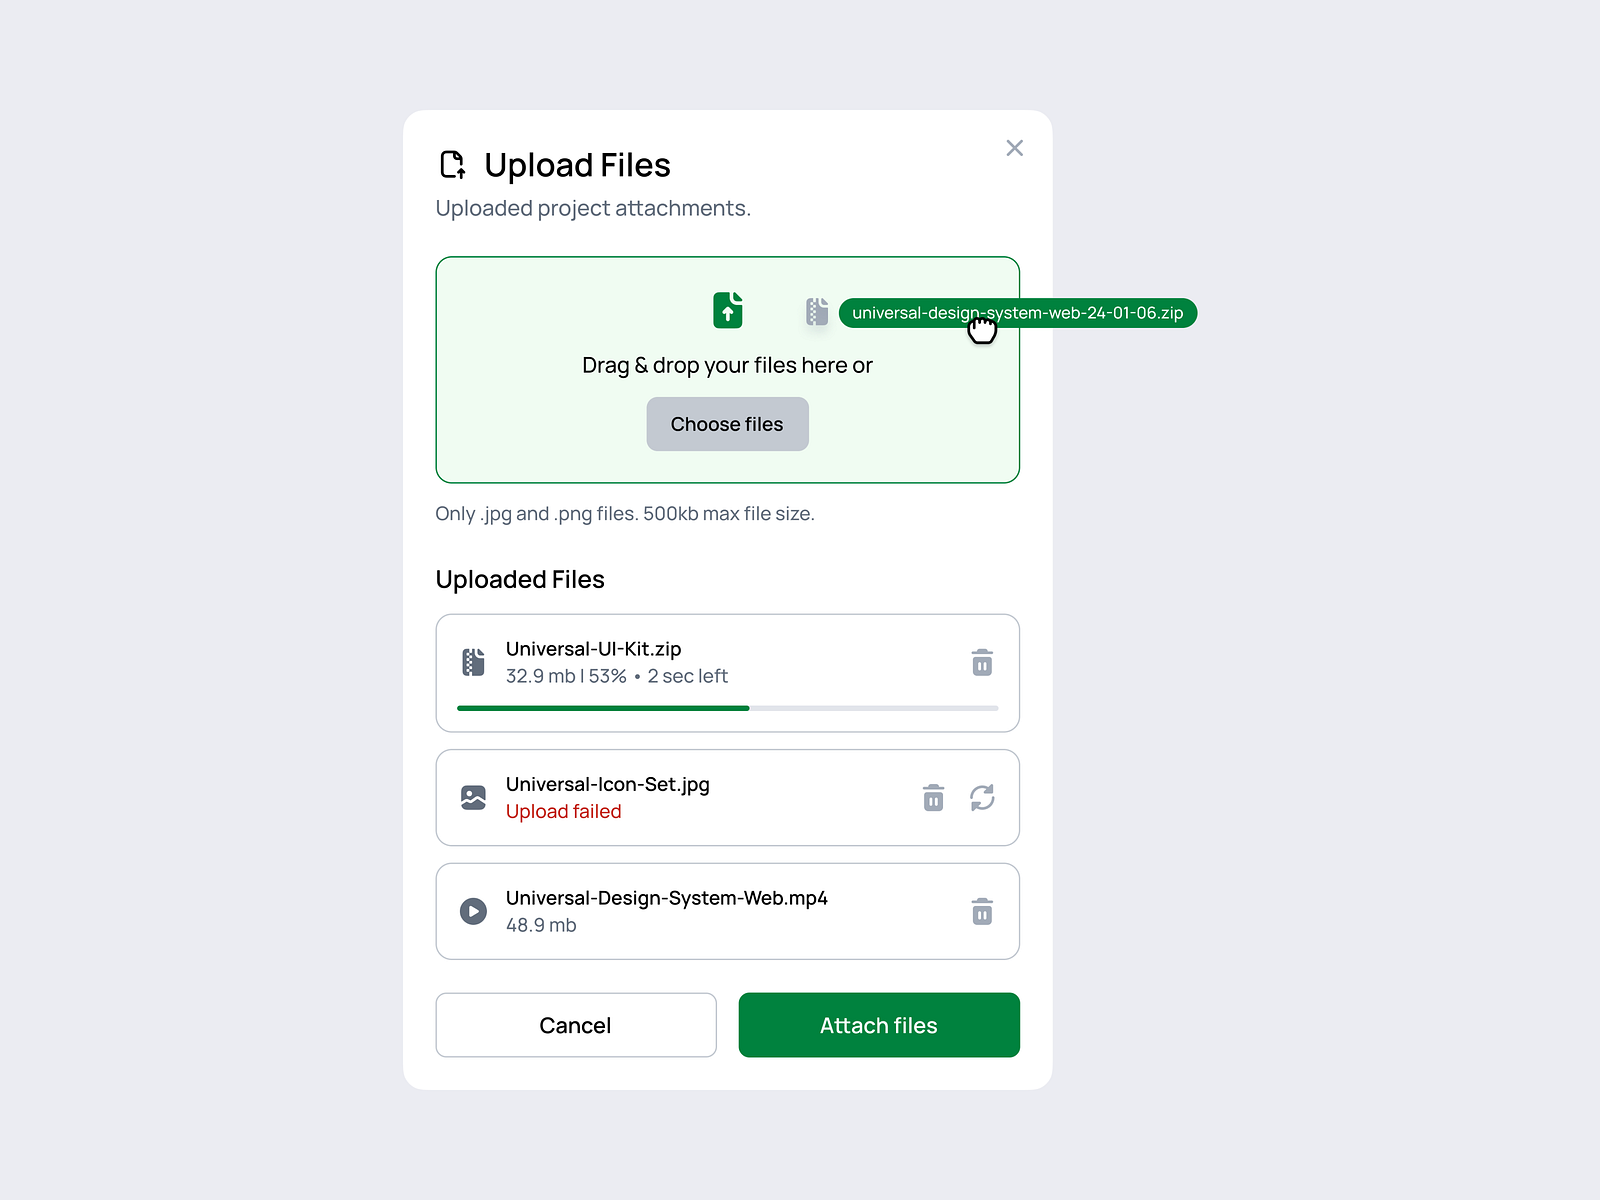 Upload Files
Uploaded project attachments.
universal-design-system-web-24-01-06.zip
Drag & drop your files here or
Choose files
Only .jpg and .png files. 500kb max file size.
Uploaded Files
Universal-UI-Kit.zip
32.9 mb | 53% • 2 sec left
Universal-Icon-Set.jpg
Upload failed
Universal-Design-System-Web.mp4
48.9 mb
Cancel
Attach files